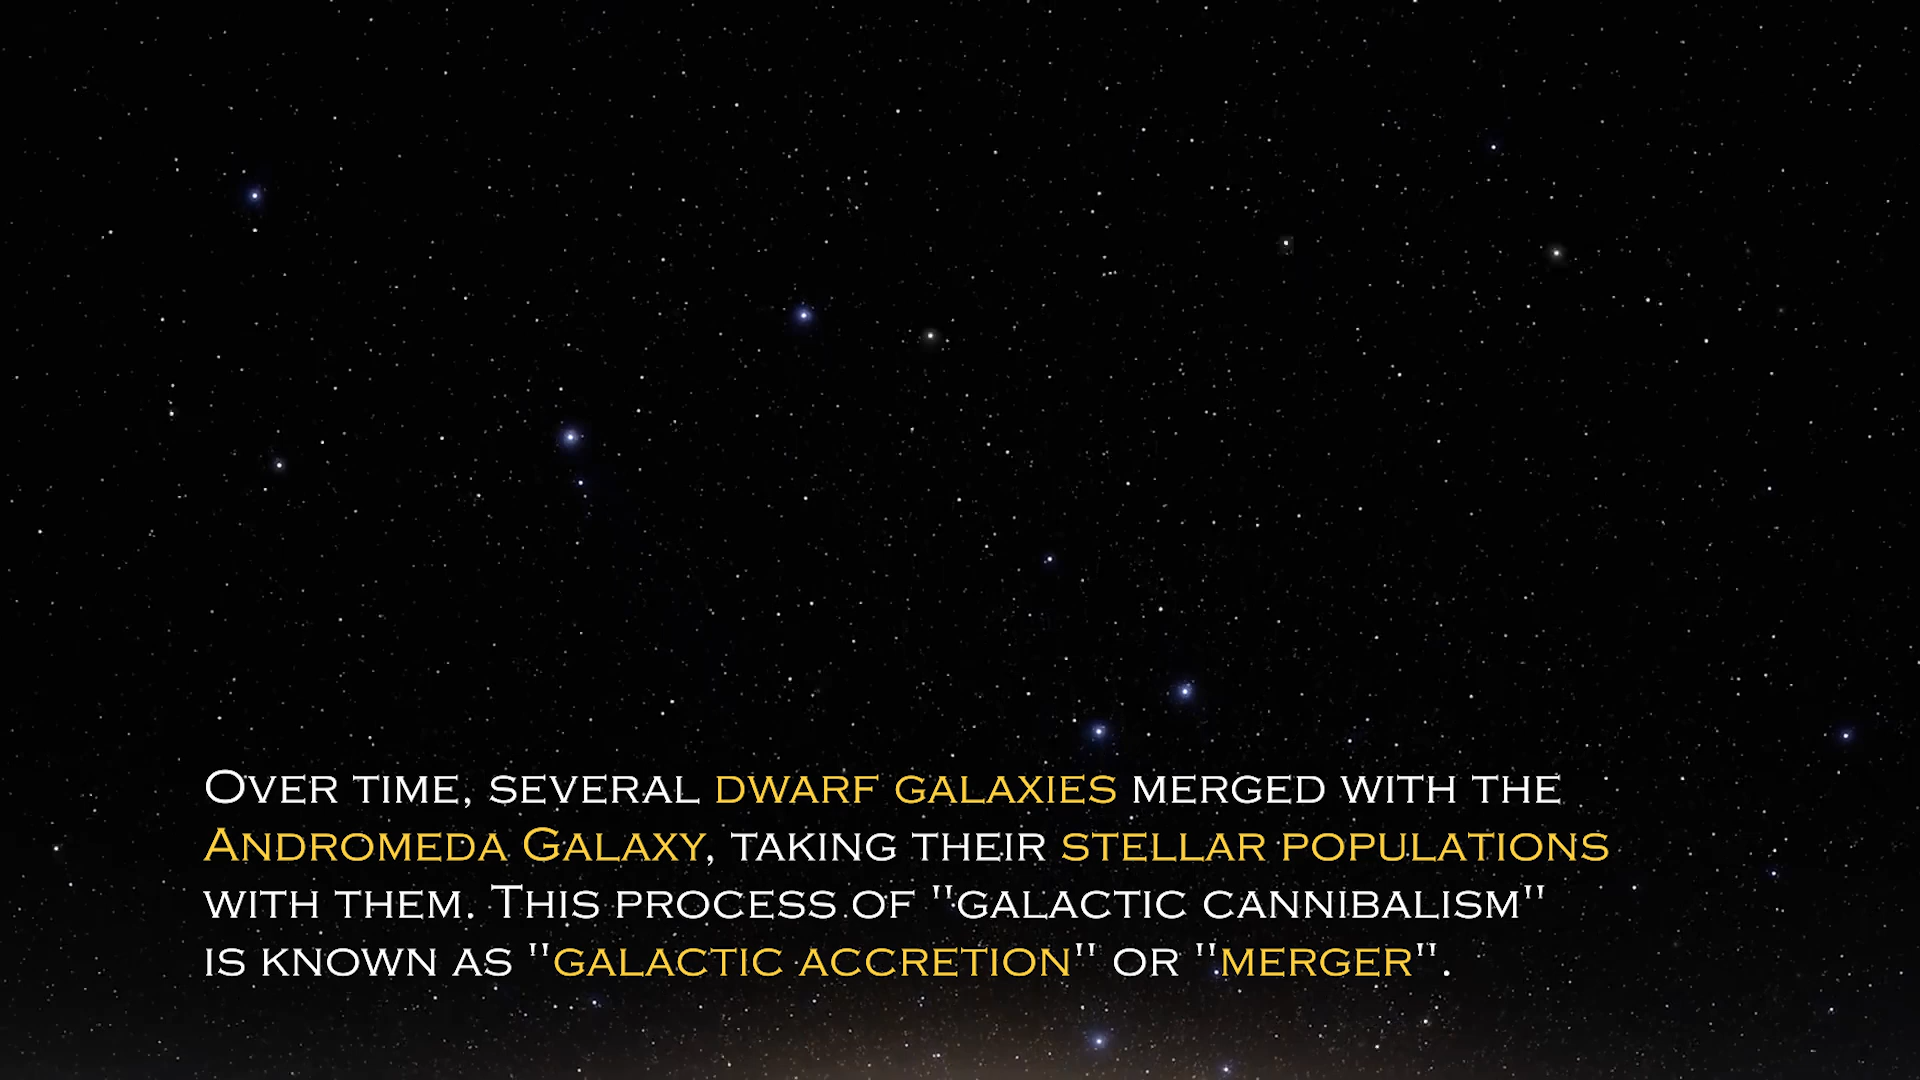 Over time, several dwarf galaxies merged with the
Andromeda Galaxy, taking their stellar populations
with them. This process of "galactic cannibalism"
is known as "galactic accretion" or "merger".